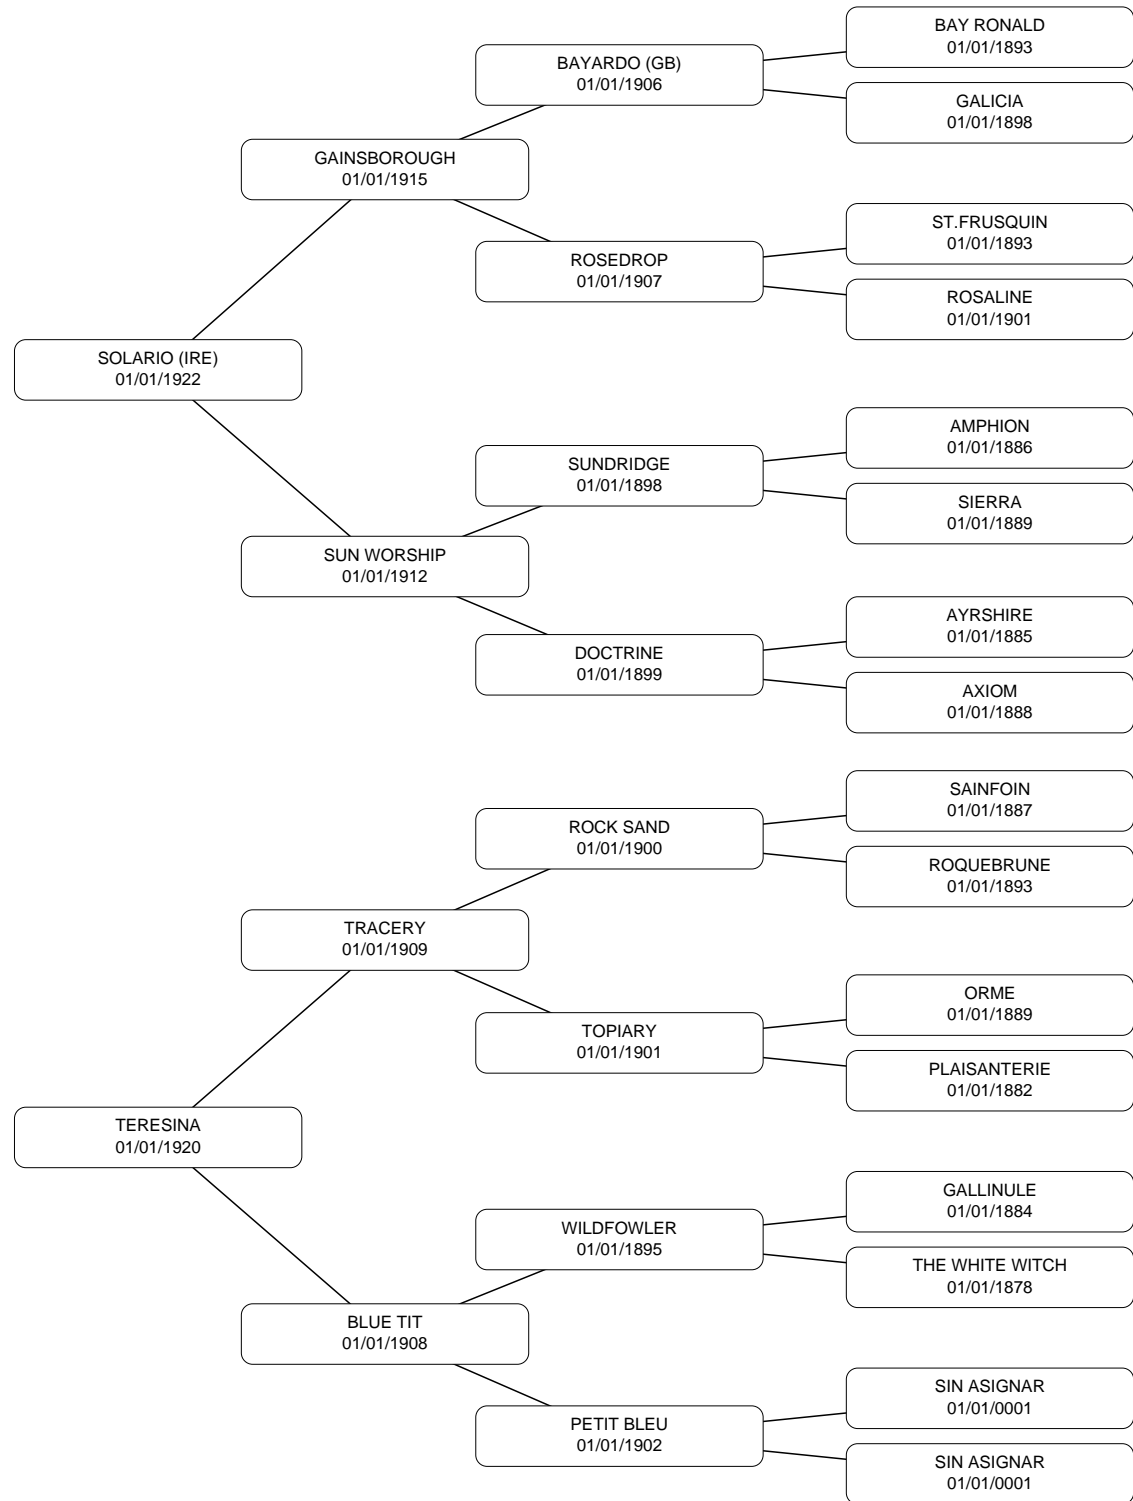 BAY RONALD
01/01/1893
BAYARDO (GB)
01/01/1906
GALICIA
01/01/1898
GAINSBOROUGH
01/01/1915
ST.FRUSQUIN
01/01/1893
ROSEDROP
01/01/1907
ROSALINE
01/01/1901
SOLARIO (IRE)
01/01/1922
AMPHION
01/01/1886
SUNDRIDGE
01/01/1898
SIERRA
01/01/1889
SUN WORSHIP
01/01/1912
AYRSHIRE
01/01/1885
DOCTRINE
01/01/1899
AXIOM
01/01/1888
SAINFOIN
01/01/1887
ROCK SAND
01/01/1900
ROQUEBRUNE
01/01/1893
TRACERY
01/01/1909
ORME
01/01/1889
TOPIARY
01/01/1901
PLAISANTERIE
01/01/1882
TERESINA
01/01/1920
GALLINULE
01/01/1884
WILDFOWLER
01/01/1895
THE WHITE WITCH
01/01/1878
BLUE TIT
01/01/1908
SIN ASIGNAR
01/01/0001
PETIT BLEU
01/01/1902
SIN ASIGNAR
01/01/0001